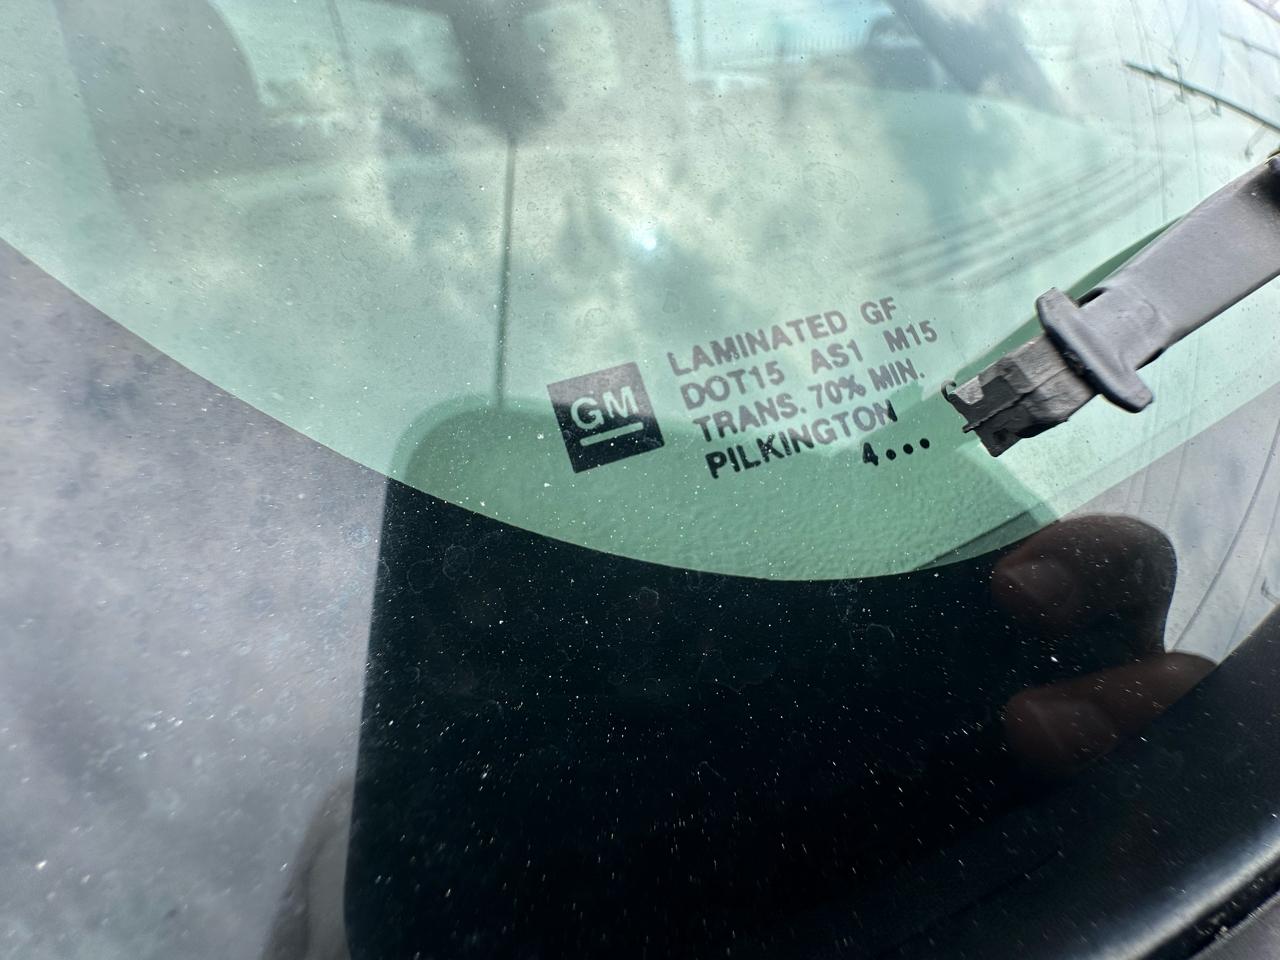 GM
LAMINATED GF
DOT15 AS1 M15
TRANS. 70% MIN.
PILKINGTON
4...